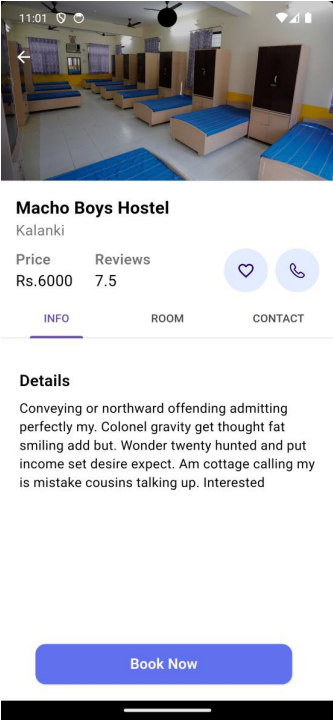 11:01
Macho Boys Hostel
Kalanki
Price
Reviews
Rs.6000
7.5
INFO
ROOM
CONTACT
Details
Conveying or northward offending admitting
perfectly my. Colonel gravity get thought fat
smiling add but. Wonder twenty hunted and put
income set desire expect. Am cottage calling my
is mistake cousins talking up. Interested
Book Now